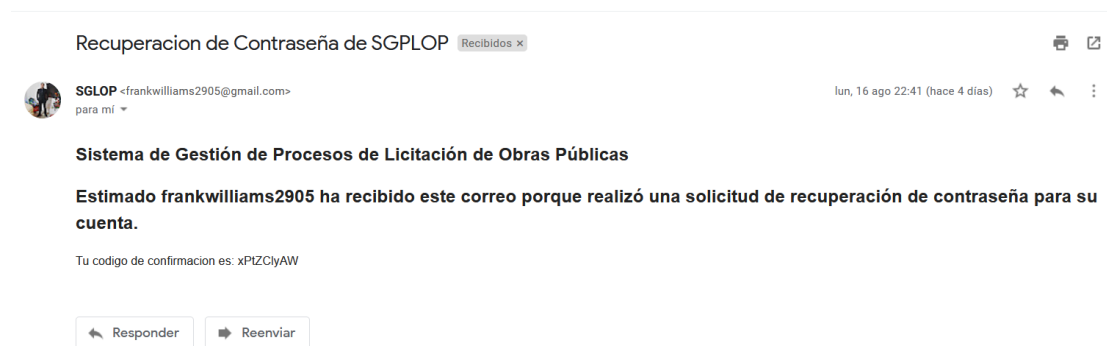 Recuperacion de Contraseña de SGPLOP Recibidos ×
SGLOP <frankwilliams2905@gmail.com> lun, 16 ago 22:41 (hace 4 días)
para mí
Sistema de Gestión de Procesos de Licitación de Obras Públicas
Estimado frankwilliams2905 ha recibido este correo porque realizó una solicitud de recuperación de contraseña para su
cuenta.
Tu codigo de confirmacion es: xPtZClyAW
Responder Reenviar